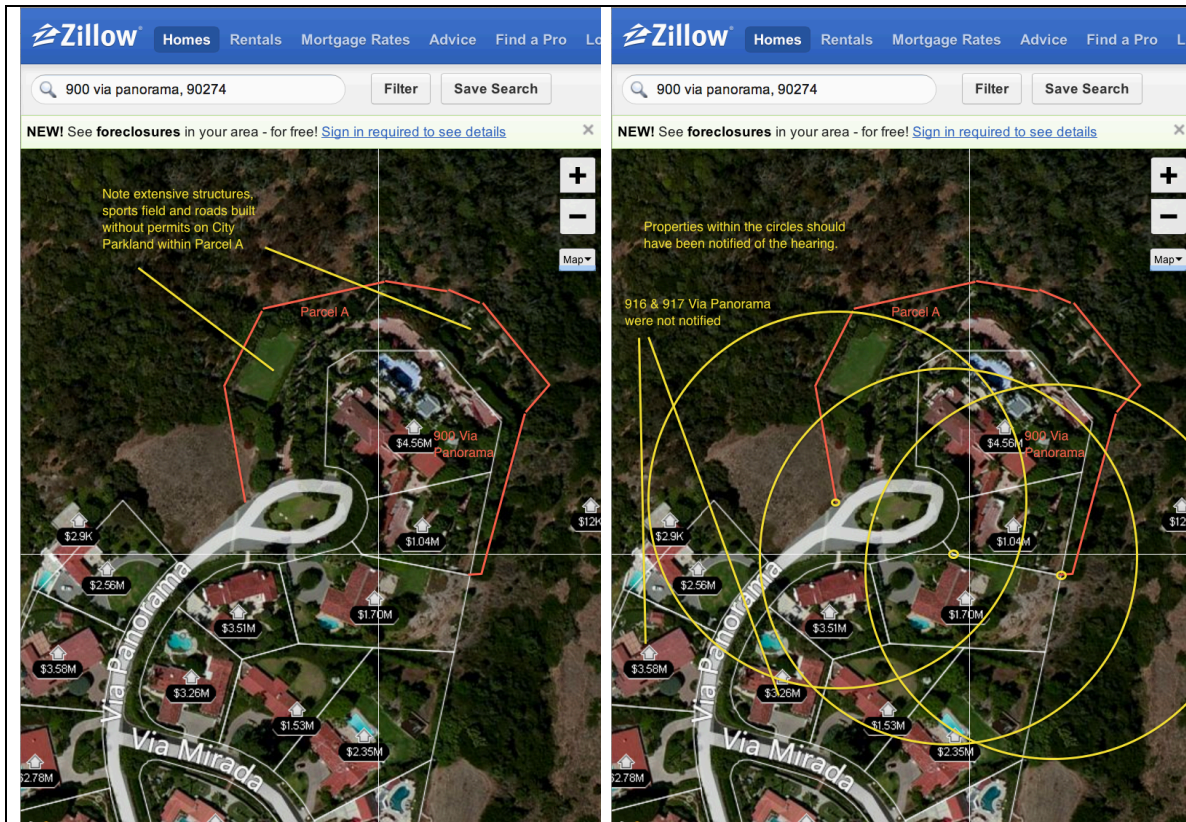 Zillow
Homes Rentals Mortgage Rates Advice Find a Pro Lo
900 via panorama, 90274
Filter
Save Search
NEW! See foreclosures in your area - for free! Sign in required to see details ×
+
−
Map
Note extensive structures,
sports field and roads built
without permits on City
Parkland within Parcel A
Parcel A
$4.56M
900 Via
Panorama
$12K
$2.9K
$1.04M
$2.56M
$1.70M
$3.51M
Via Panorama
$3.58M
$3.26M
$1.53M
$2.35M
Via Mirada
$2.78M
Zillow
Homes Rentals Mortgage Rates Advice Find a Pro L
900 via panorama, 90274
Filter
Save Search
NEW! See foreclosures in your area - for free! Sign in required to see details ×
+
−
Map
Properties within the circles should
have been notified of the hearing.
916 & 917 Via Panorama
were not notified
Parcel A
$4.56M
900 Via
Panorama
$12
$2.9K
$1.04M
$2.56M
$1.70M
$3.51M
Via Panorama
$3.58M
$3.26M
$1.53M
$2.35M
Via Mirada
$2.78M